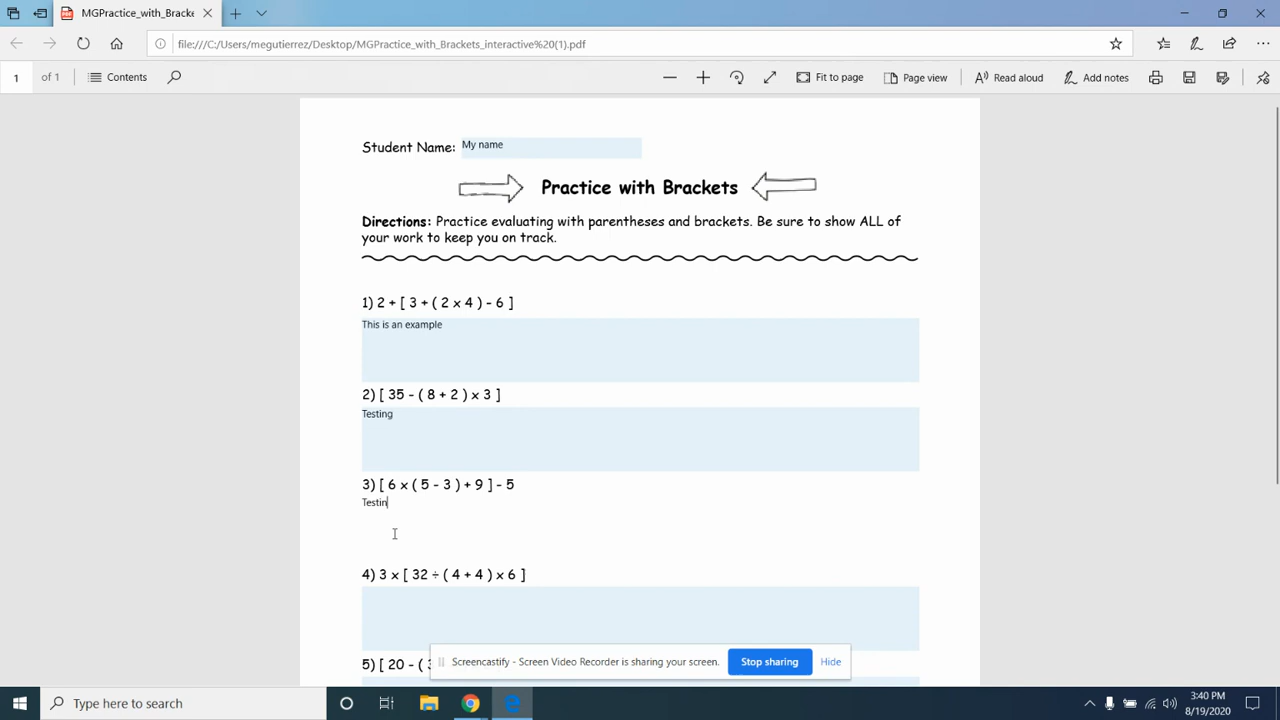 MGPractice_with_Bracke
file:///C:/Users/megutierrez/Desktop/MGPractice_with_Brackets_interactive%20(1).pdf
1 of 1 Contents Fit to page Page view Read aloud Add notes
Student Name: My name
Practice with Brackets
Directions: Practice evaluating with parentheses and brackets. Be sure to show ALL of
your work to keep you on track.
1) 2 + [ 3 + ( 2 x 4 ) - 6 ]
This is an example
2) [ 35 - ( 8 + 2 ) x 3 ]
Testing
3) [ 6 x ( 5 - 3 ) + 9 ] - 5
Testin
4) 3 x [ 32 ÷ ( 4 + 4 ) x 6 ]
5) [ 20 - ( 3
Screencastify - Screen Video Recorder is sharing your screen. Stop sharing Hide
Type here to search
3:40 PM
8/19/2020